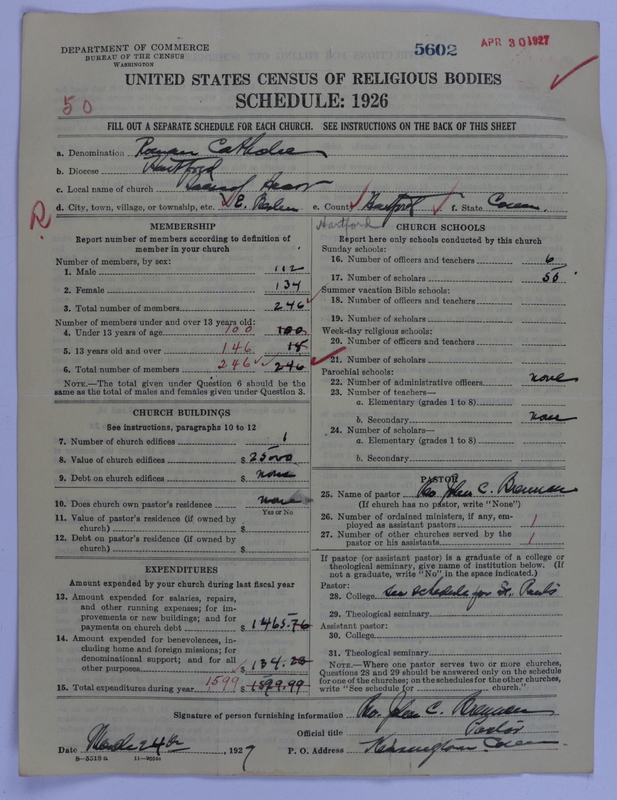 DEPARTMENT OF COMMERCE
BUREAU OF THE CENSUS
WASHINGTON
5602
APR 30 1927
UNITED STATES CENSUS OF RELIGIOUS BODIES
50
SCHEDULE: 1926
FILL OUT A SEPARATE SCHEDULE FOR EACH CHURCH. SEE INSTRUCTIONS ON THE BACK OF THIS SHEET
a. Denomination Roman Catholic
b. Diocese Hartford
c. Local name of church Sacred Heart
d. City, town, village, or township, etc. E. Berlin e. County Hartford f. State Conn.
R
Hartford
MEMBERSHIP
Report number of members according to definition of
member in your church
Number of members, by sex:
1. Male 112
2. Female 134
3. Total number of members 246
Number of members under and over 13 years old:
4. Under 13 years of age 100 100
5. 13 years old and over 146
6. Total number of members 246 246
NOTE.—The total given under Question 6 should be the
same as the total of males and females given under Question 3.
CHURCH BUILDINGS
See instructions, paragraphs 10 to 12
7. Number of church edifices 1
8. Value of church edifices $ 25000
9. Debt on church edifices $ none
10. Does church own pastor's residence none
Yes or No
11. Value of pastor's residence (if owned by
church) $
12. Debt on pastor's residence (if owned by
church) $
EXPENDITURES
Amount expended by your church during last fiscal year
13. Amount expended for salaries, repairs,
and other running expenses; for im-
provements or new buildings; and for
payments on church debt $ 1465.76
14. Amount expended for benevolences, in-
cluding home and foreign missions; for
denominational support; and for all
other purposes $ 134.23
15. Total expenditures during year 1599 $ 1599.99
CHURCH SCHOOLS
Report here only schools conducted by this church
Sunday schools:
16. Number of officers and teachers 6
17. Number of scholars 50
Summer vacation Bible schools:
18. Number of officers and teachers
19. Number of scholars
Week-day religious schools:
20. Number of officers and teachers
21. Number of scholars
Parochial schools:
22. Number of administrative officers none
23. Number of teachers—
a. Elementary (grades 1 to 8)
b. Secondary none
24. Number of scholars—
a. Elementary (grades 1 to 8)
b. Secondary
PASTOR
25. Name of pastor Rev. John C. Brennan
(If church has no pastor, write "None")
26. Number of ordained ministers, if any, em-
ployed as assistant pastors 1
27. Number of other churches served by the
pastor or his assistants 1
If pastor (or assistant pastor) is a graduate of a college or
theological seminary, give name of institution below. (If
not a graduate, write "No" in the space indicated.)
Pastor:
28. College see schedule for St. Paul's
29. Theological seminary
Assistant pastor:
30. College
31. Theological seminary
NOTE.—Where one pastor serves two or more churches,
Questions 28 and 29 should be answered only on the schedule
for one of the churches; on the schedules for the other churches,
write "See schedule for church."
Signature of person furnishing information Rev. John C. Brennan
Official title Pastor
Date March 24th, 1927 P. O. Address Kensington Conn
8—5518a